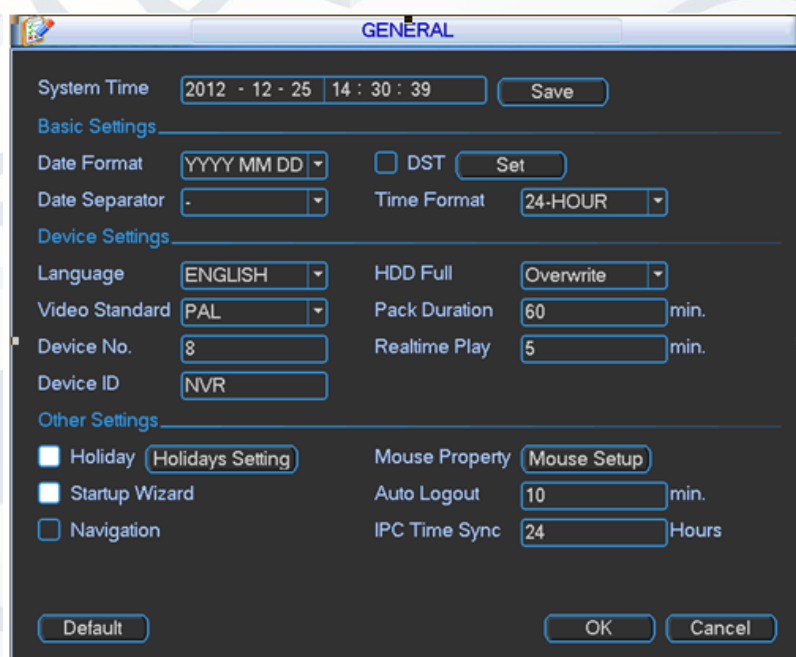 GENERAL
System Time 2012 - 12 - 25 14 : 30 : 39 Save
Basic Settings
Date Format YYYY MM DD DST Set
Date Separator - Time Format 24-HOUR
Device Settings
Language ENGLISH HDD Full Overwrite
Video Standard PAL Pack Duration 60 min.
Device No. 8 Realtime Play 5 min.
Device ID NVR
Other Settings
Holiday Holidays Setting Mouse Property Mouse Setup
Startup Wizard Auto Logout 10 min.
Navigation IPC Time Sync 24 Hours
Default OK Cancel